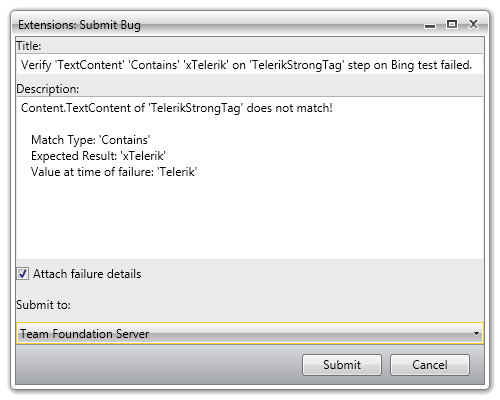 Extensions: Submit Bug
Title:
Verify 'TextContent' 'Contains' 'xTelerik' on 'TelerikStrongTag' step on Bing test failed.
Description:
Content.TextContent of 'TelerikStrongTag' does not match!
Match Type: 'Contains'
Expected Result: 'xTelerik'
Value at time of failure: 'Telerik'
Attach failure details
Submit to:
Team Foundation Server
Submit Cancel